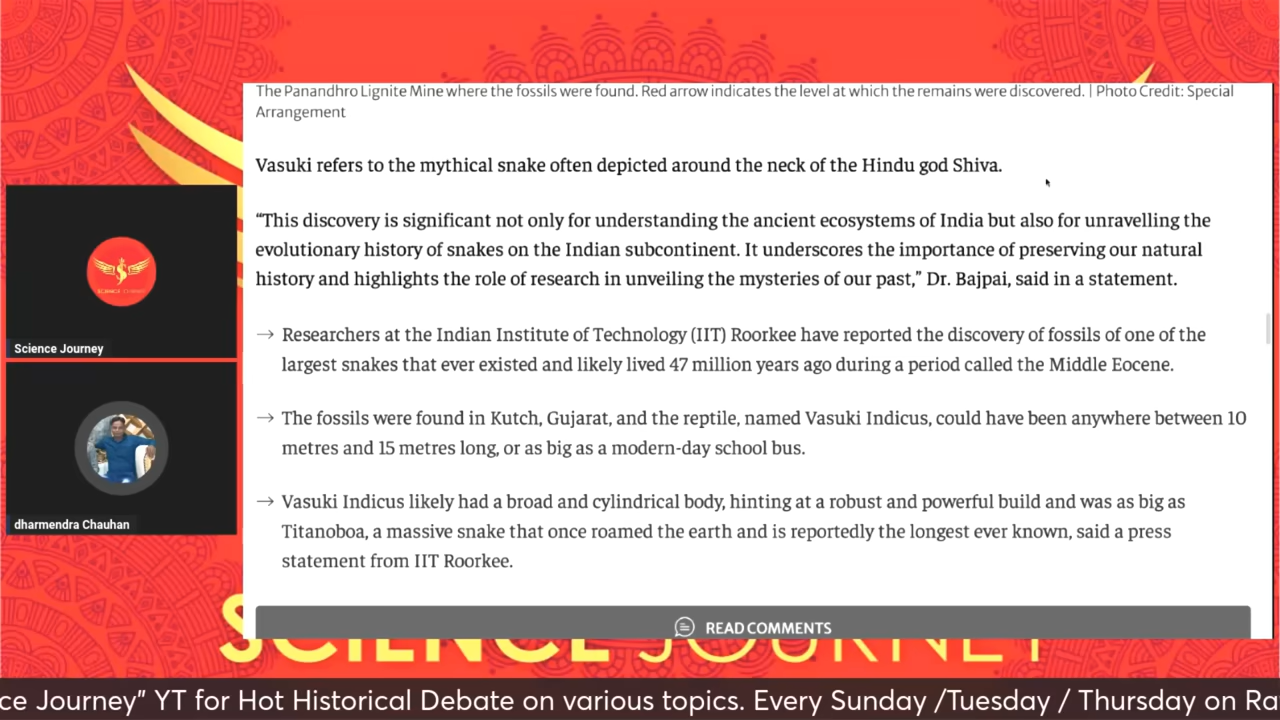 The Panandhro Lignite Mine where the fossils were found. Red arrow indicates the level at which the remains were discovered. | Photo Credit: Special
Arrangement
Vasuki refers to the mythical snake often depicted around the neck of the Hindu god Shiva.
“This discovery is significant not only for understanding the ancient ecosystems of India but also for unravelling the
evolutionary history of snakes on the Indian subcontinent. It underscores the importance of preserving our natural
history and highlights the role of research in unveiling the mysteries of our past,” Dr. Bajpai, said in a statement.
→ Researchers at the Indian Institute of Technology (IIT) Roorkee have reported the discovery of fossils of one of the
largest snakes that ever existed and likely lived 47 million years ago during a period called the Middle Eocene.
→ The fossils were found in Kutch, Gujarat, and the reptile, named Vasuki Indicus, could have been anywhere between 10
metres and 15 metres long, or as big as a modern-day school bus.
→ Vasuki Indicus likely had a broad and cylindrical body, hinting at a robust and powerful build and was as big as
Titanoboa, a massive snake that once roamed the earth and is reportedly the longest ever known, said a press
statement from IIT Roorkee.
READ COMMENTS
Science Journey
dharmendra Chauhan
SCIENCE JOURNEY
ce Journey" YT for Hot Historical Debate on various topics. Every Sunday /Tuesday / Thursday on Ra